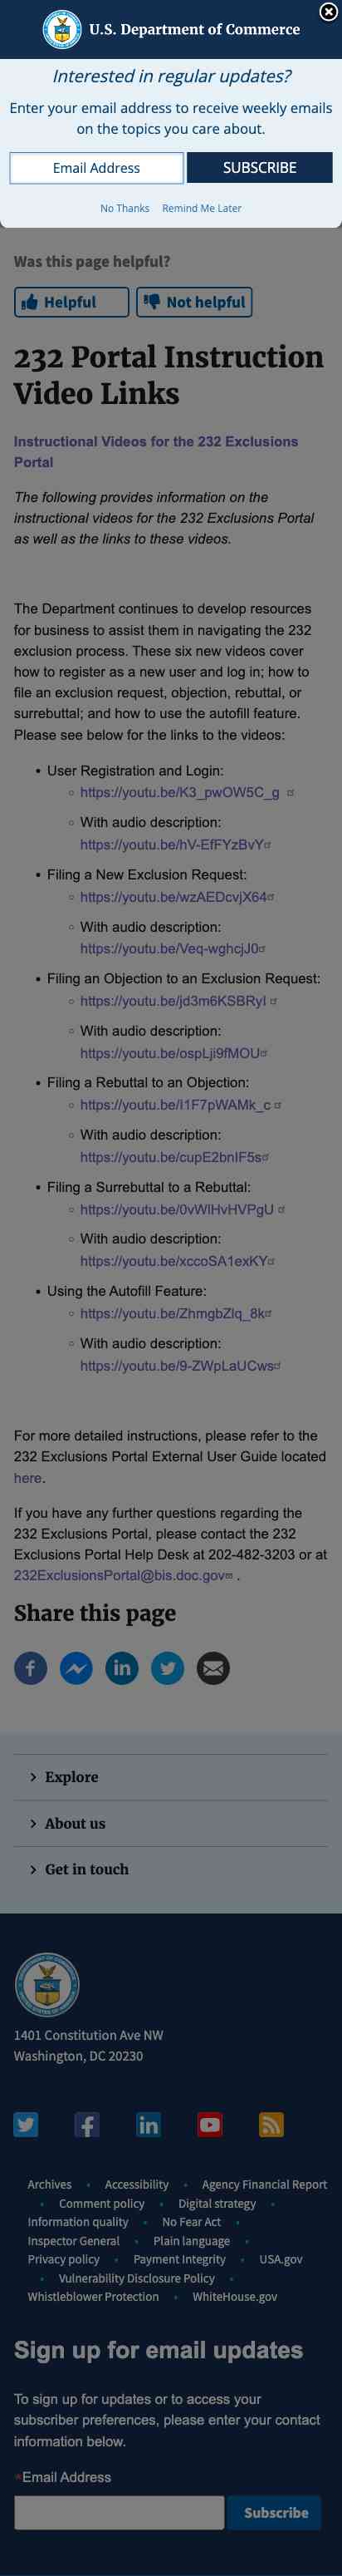 U.S. Department of Commerce
Interested in regular updates?
Enter your email address to receive weekly emails
on the topics you care about.
Email Address
SUBSCRIBE
No Thanks Remind Me Later
Was this page helpful?
Helpful
Not helpful
232 Portal Instruction
Video Links
Instructional Videos for the 232 Exclusions
Portal
The following provides information on the
instructional videos for the 232 Exclusions Portal
as well as the links to these videos.
The Department continues to develop resources
for business to assist them in navigating the 232
exclusion process. These six new videos cover
how to register as a new user and log in; how to
file an exclusion request, objection, rebuttal, or
surrebuttal; and how to use the autofill feature.
Please see below for the links to the videos:
• User Registration and Login:
◦ https://youtu.be/K3_pwOW5C_g
◦ With audio description:
https://youtu.be/hV-EfFYzBvY
• Filing a New Exclusion Request:
◦ https://youtu.be/wzAEDcvjX64
◦ With audio description:
https://youtu.be/Veq-wghcjJ0
• Filing an Objection to an Exclusion Request:
◦ https://youtu.be/jd3m6KSBRyI
◦ With audio description:
https://youtu.be/ospLji9fMOU
• Filing a Rebuttal to an Objection:
◦ https://youtu.be/I1F7pWAMk_c
◦ With audio description:
https://youtu.be/cupE2bnIF5s
• Filing a Surrebuttal to a Rebuttal:
◦ https://youtu.be/0vWlHvHVPgU
◦ With audio description:
https://youtu.be/xccoSA1exKY
• Using the Autofill Feature:
◦ https://youtu.be/ZhmgbZlq_8k
◦ With audio description:
https://youtu.be/9-ZWpLaUCws
For more detailed instructions, please refer to the
232 Exclusions Portal External User Guide located
here.
If you have any further questions regarding the
232 Exclusions Portal, please contact the 232
Exclusions Portal Help Desk at 202-482-3203 or at
232ExclusionsPortal@bis.doc.gov .
Share this page
Explore
About us
Get in touch
1401 Constitution Ave NW
Washington, DC 20230
Archives • Accessibility • Agency Financial Report
• Comment policy • Digital strategy •
Information quality • No Fear Act •
Inspector General • Plain language •
Privacy policy • Payment Integrity • USA.gov
• Vulnerability Disclosure Policy •
Whistleblower Protection • WhiteHouse.gov
Sign up for email updates
To sign up for updates or to access your
subscriber preferences, please enter your contact
information below.
*Email Address
Subscribe